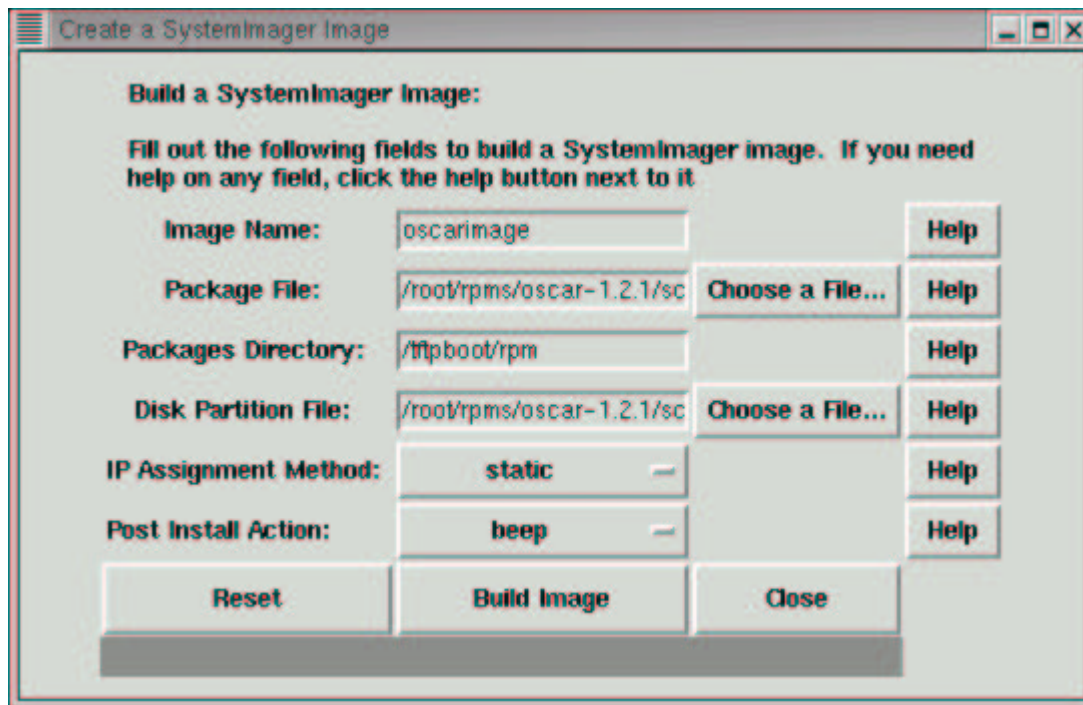 Create a SystemImager Image
Build a SystemImager Image:
Fill out the following fields to build a SystemImager image. If you need
help on any field, click the help button next to it
Image Name: oscarimage Help
Package File: /root/rpms/oscar-1.2.1/sc Choose a File... Help
Packages Directory: /tftpboot/rpm Help
Disk Partition File: /root/rpms/oscar-1.2.1/sc Choose a File... Help
IP Assignment Method: static Help
Post Install Action: beep Help
Reset Build Image Close